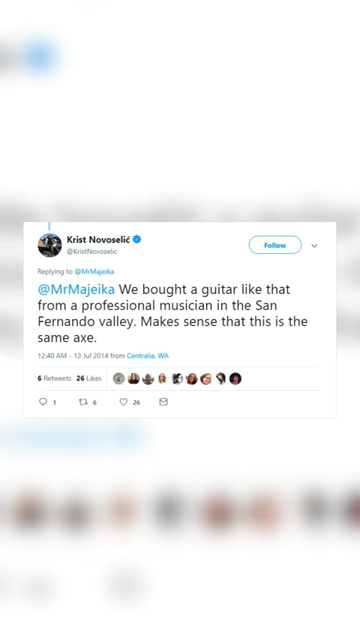 Krist Novoselić
@KristNovoselic
Follow
Replying to @MrMajeika
@MrMajeika We bought a guitar like that
from a professional musician in the San
Fernando valley. Makes sense that this is the
same axe.
12:40 AM - 13 Jul 2014 from Centralia, WA
6 Retweets 26 Likes
1 6 26